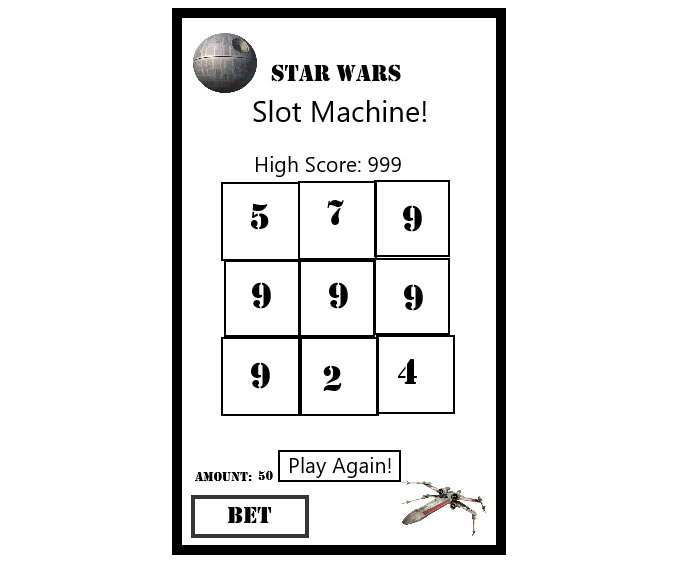 STAR WARS
Slot Machine!
High Score: 999
5 7 9
9 9 9
9 2 4
Play Again!
AMOUNT: 50
BET